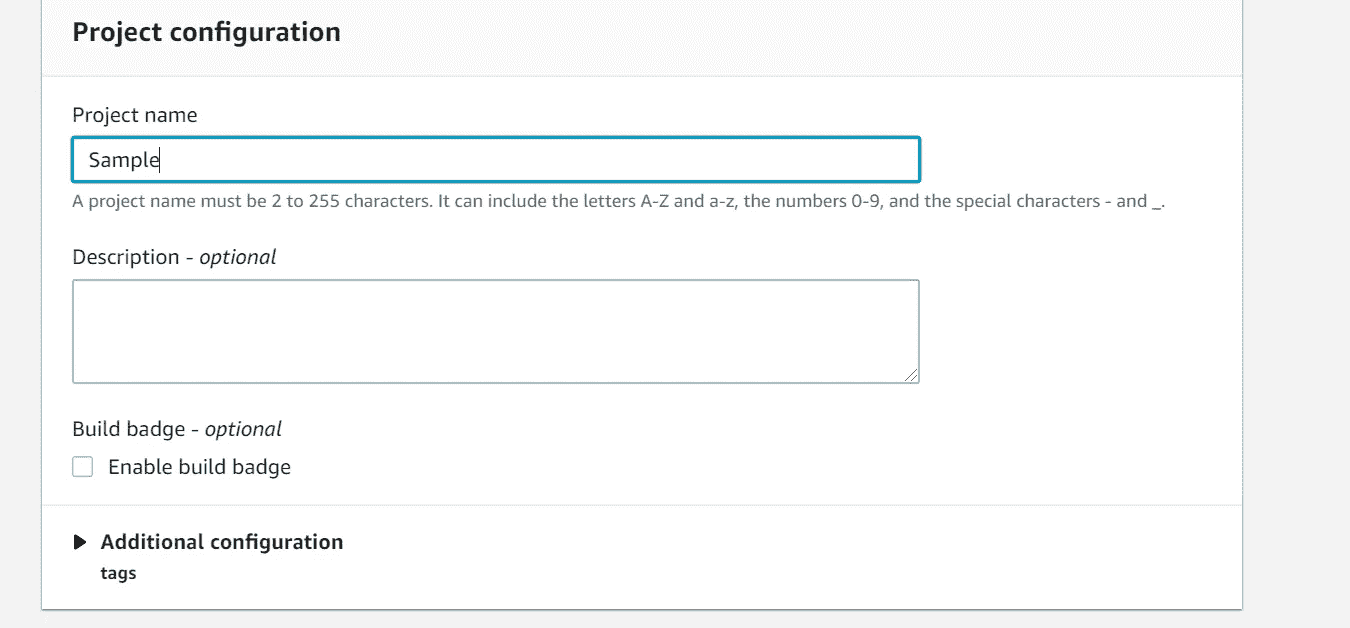 Project configuration
Project name
Sample
A project name must be 2 to 255 characters. It can include the letters A-Z and a-z, the numbers 0-9, and the special characters - and _.
Description - optional
Build badge - optional
Enable build badge
Additional configuration
tags